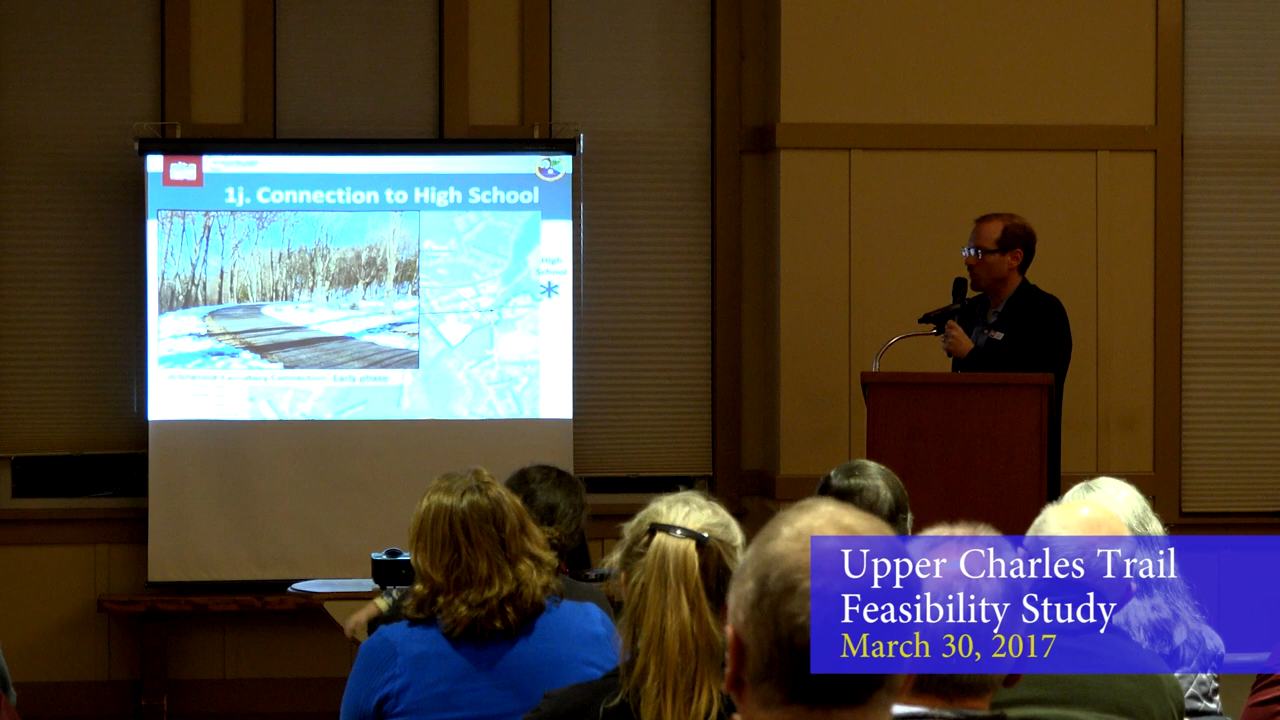 1j. Connection to High School
High
School
*
Upper Charles Trail
Feasibility Study
March 30, 2017